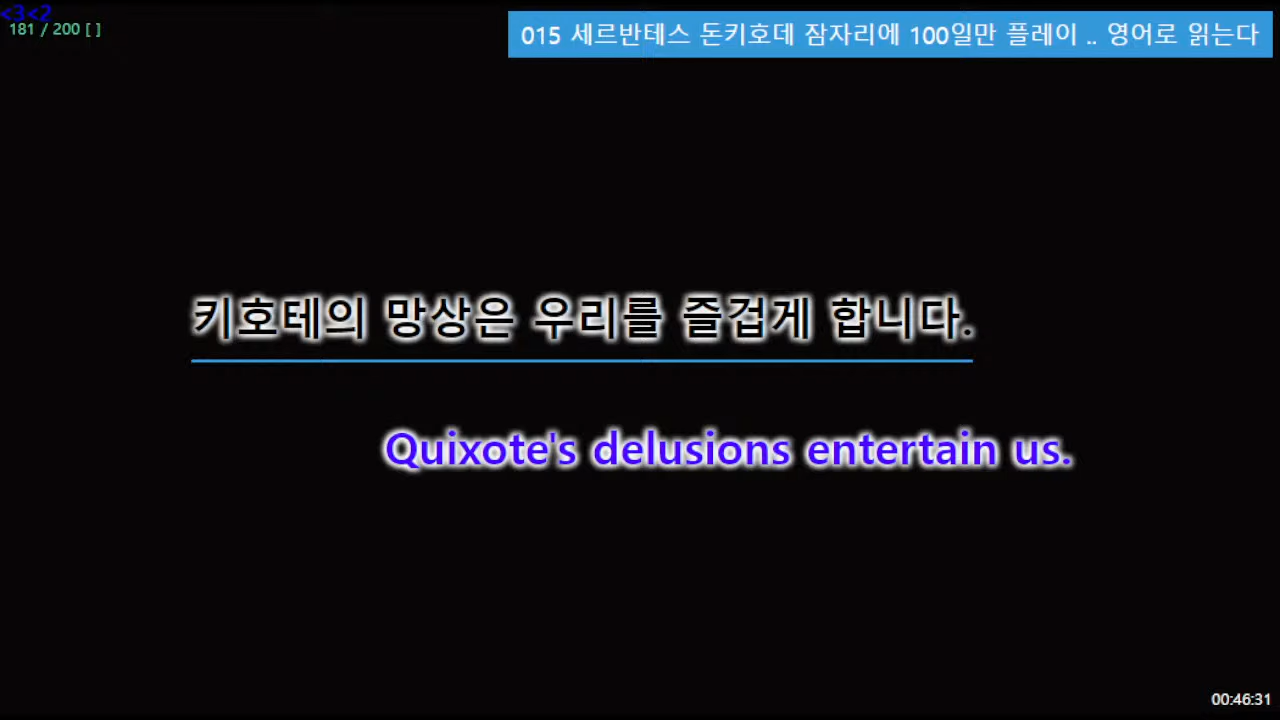 <3<2
181 / 200 [ ]
015 세르반테스 돈키호데 잠자리에 100일만 플레이 .. 영어로 읽는다
키호테의 망상은 우리를 즐겁게 합니다.
Quixote's delusions entertain us.
00:46:31